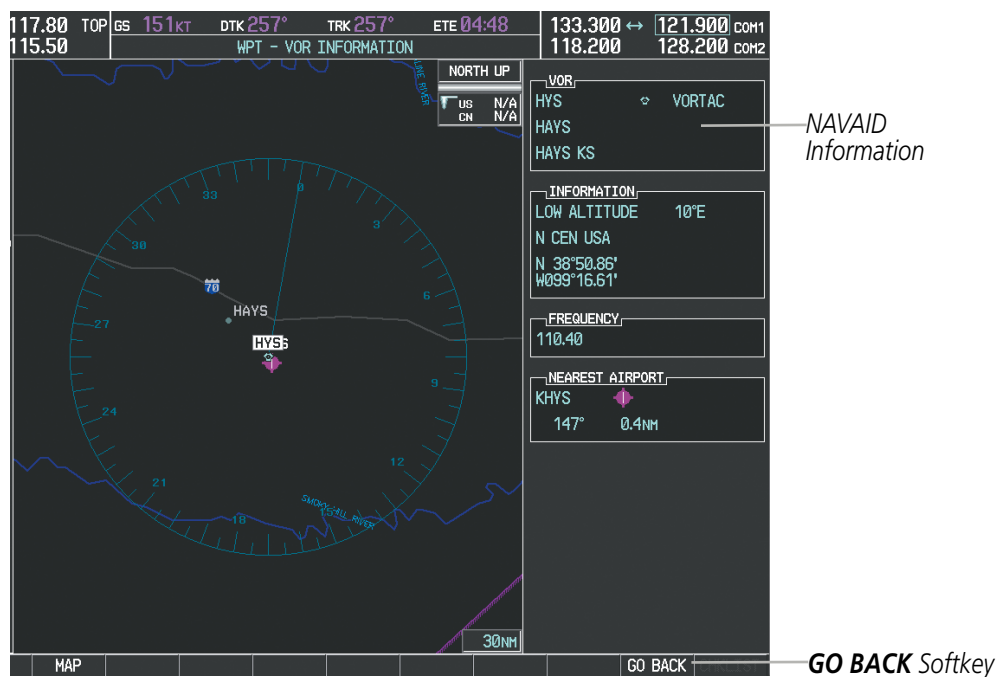 117.80 TOP GS 151KT DTK 257° TRK 257° ETE 04:48 133.300 ↔ 121.900 COM1
115.50 WPT - VOR INFORMATION 118.200 128.200 COM2
NORTH UP
US N/A
CN N/A
33
0
3
30
6
70
HAYS
27
HYS
9
24
12
21
SMOKY HILL RIVER
15
18
30NM
VOR
HYS VORTAC
HAYS
HAYS KS
NAVAID
Information
INFORMATION
LOW ALTITUDE 10°E
N CEN USA
N 38°50.86'
W099°16.61'
FREQUENCY
110.40
NEAREST AIRPORT
KHYS
147° 0.4NM
MAP GO BACK
GO BACK Softkey